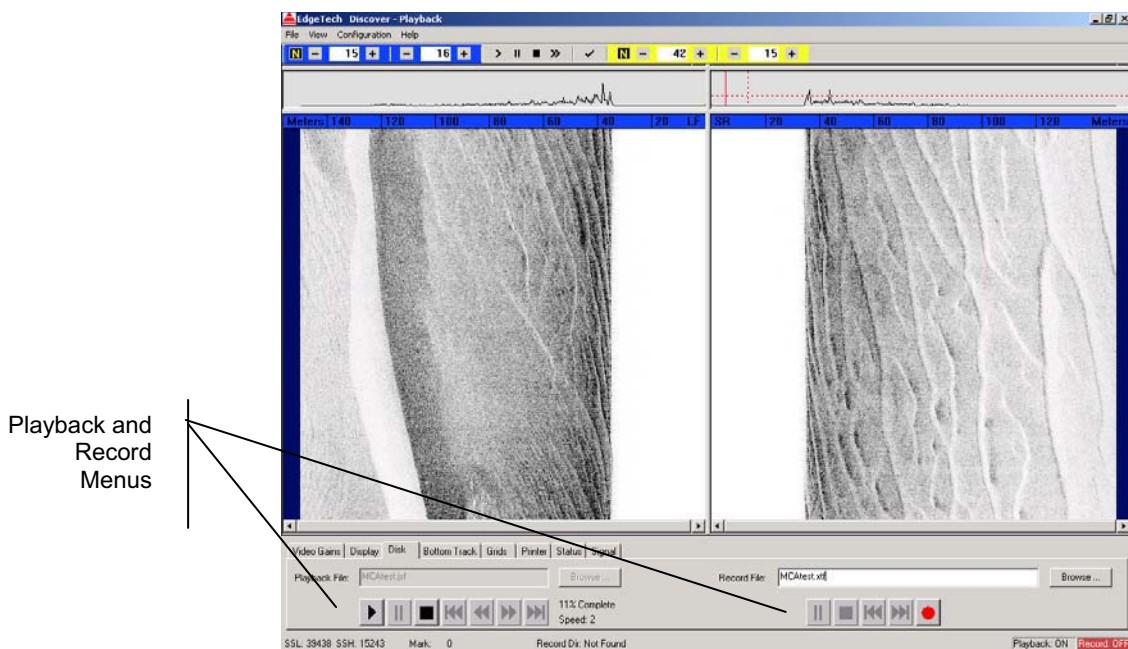 EdgeTech Discover - Playback
File View Configuration Help
N - 15 + - 16 + N - 42 + - 15 +
Meters 140 120 100 80 60 40 20 LF SR 20 40 60 80 100 120 Meters
Playback and
Record
Menus
Video Gains Display Disk Bottom Track Grids Printer Status Signal
Playback File: MCAtest.jsf Browse ... Record File: MCAtest.xtf Browse ...
11% Complete
Speed: 2
SSL: 39438 SSH: 15243 Mark: 0 Record Dir: Not Found Playback: ON Record: OFF